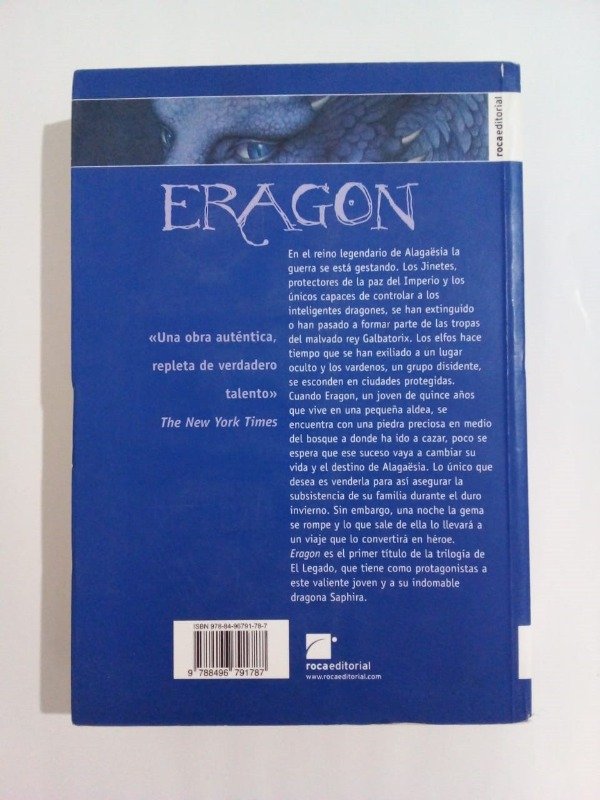 rocaeditorial
ERAGON
En el reino legendario de Alagaësia la
guerra se está gestando. Los Jinetes,
protectores de la paz del Imperio y los
únicos capaces de controlar a los
inteligentes dragones, se han extinguido
o han pasado a formar parte de las tropas
del malvado rey Galbatorix. Los elfos hace
tiempo que se han exiliado a un lugar
oculto y los vardenos, un grupo disidente,
se esconden en ciudades protegidas.
Cuando Eragon, un joven de quince años
que vive en una pequeña aldea, se
encuentra con una piedra preciosa en medio
del bosque a donde ha ido a cazar, poco se
espera que ese suceso vaya a cambiar su
vida y el destino de Alagaësia. Lo único que
desea es venderla para así asegurar la
subsistencia de su familia durante el duro
invierno. Sin embargo, una noche la gema
se rompe y lo que sale de ella lo llevará a
un viaje que lo convertirá en héroe.
Eragon es el primer título de la trilogía de
El Legado, que tiene como protagonistas a
este valiente joven y a su indomable
dragona Saphira.
«Una obra auténtica,
repleta de verdadero
talento»
The New York Times
ISBN 978-84-96791-78-7
9 788496 791787
rocaeditorial
www.rocaeditorial.com